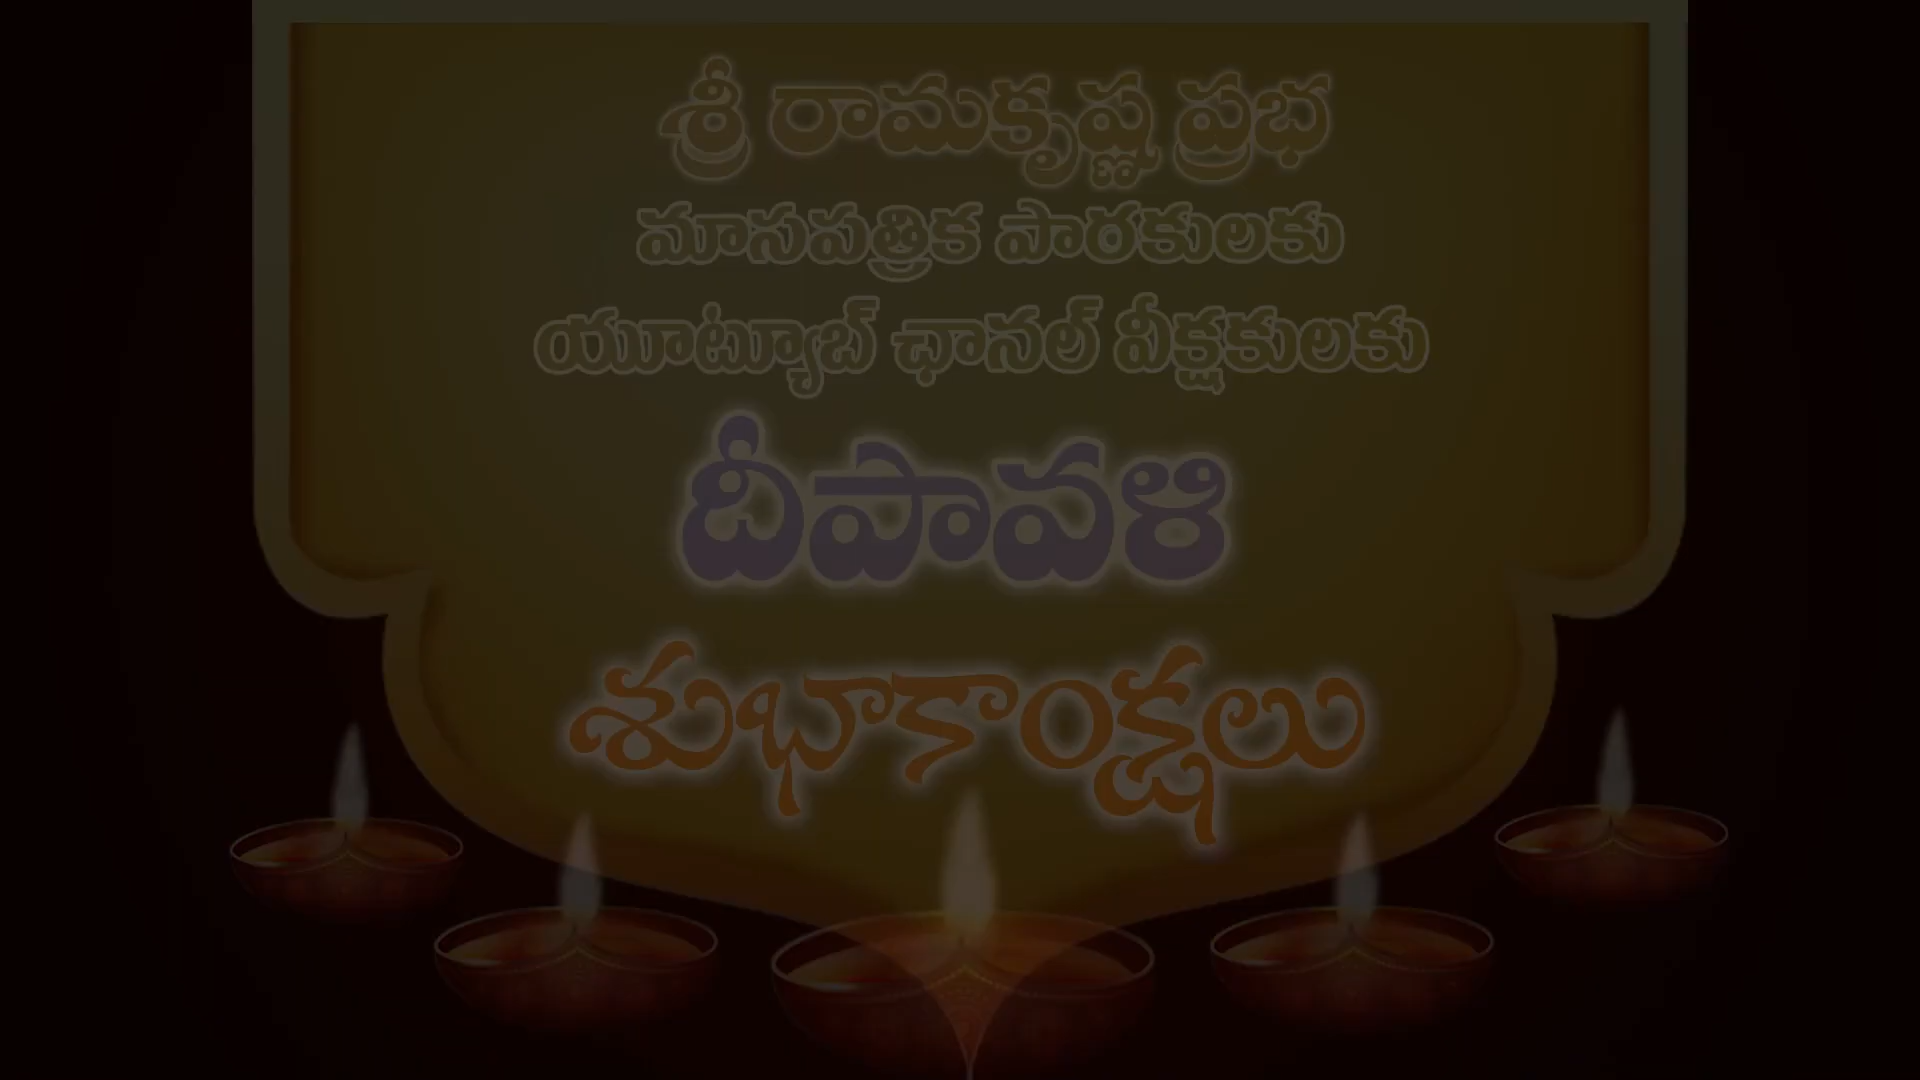 శ్రీ రామకృష్ణ ప్రభ
మాసపత్రిక పాఠకులకు
యూట్యూబ్ ఛానల్ వీక్షకులకు
దీపావళి
శుభాకాంక్షలు